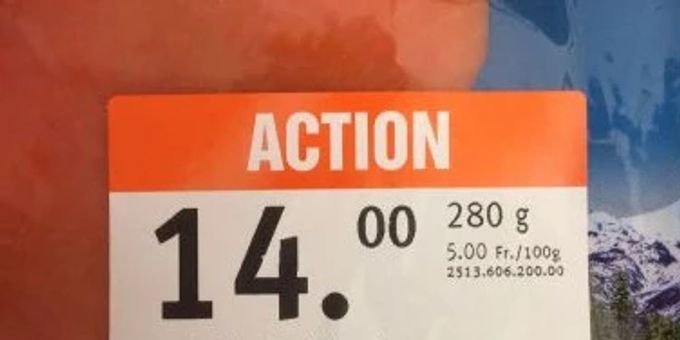 ACTION
14.00 280 g
5.00 Fr./100g
2513.606.200.00